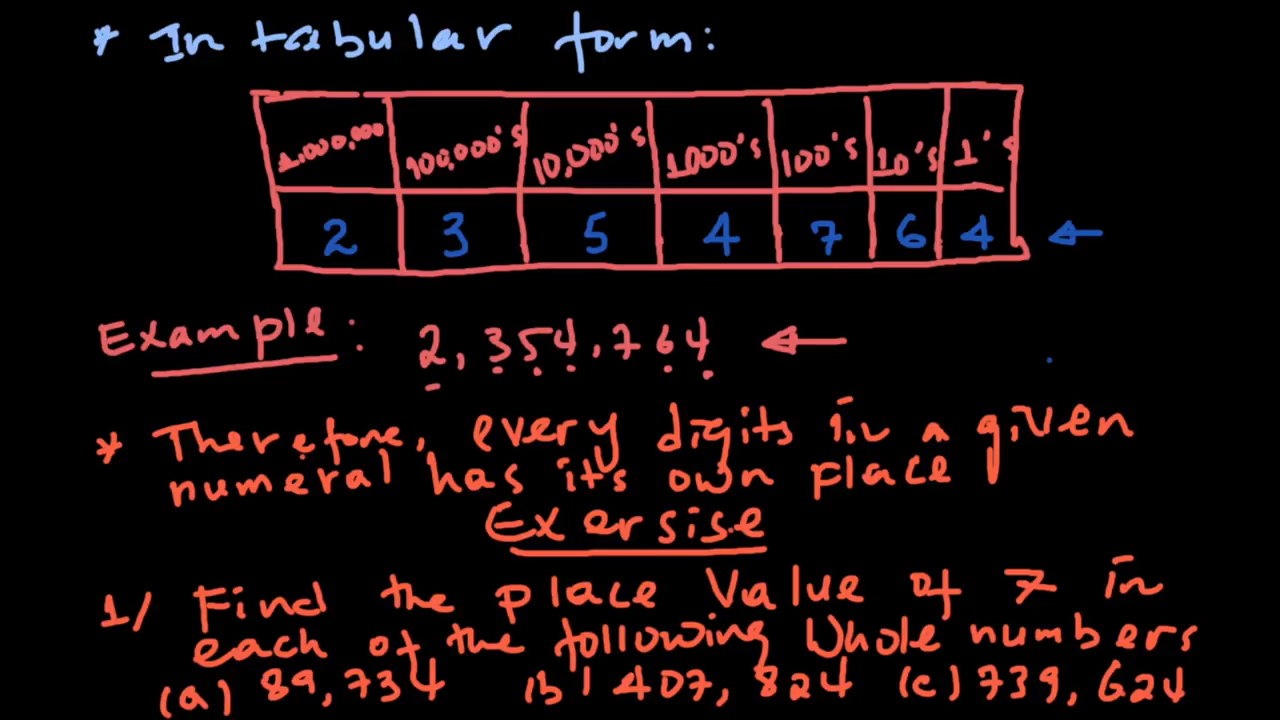 * In tabular form:
1,000,000 100,000's 10,000's 1000's 100's 10's 1's
2 3 5 4 7 6 4
Example: 2,354,764
* Therefore, every digits in a given
numeral has it's own place
Exersise
1/ Find the place Value of 7 in
each of the following Whole numbers
(a) 89,734 (b) 407,824 (c) 739,624